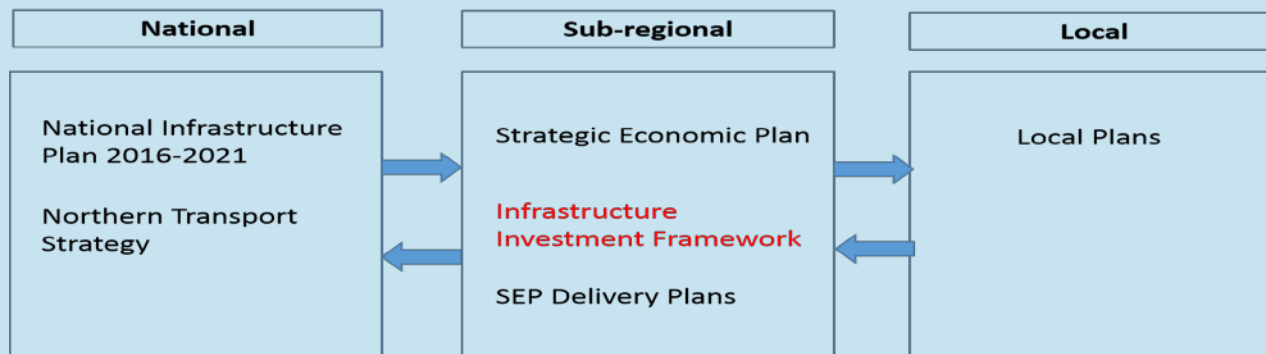 National
Sub-regional
Local
National Infrastructure
Plan 2016-2021
Northern Transport
Strategy
Strategic Economic Plan
Infrastructure
Investment Framework
SEP Delivery Plans
Local Plans